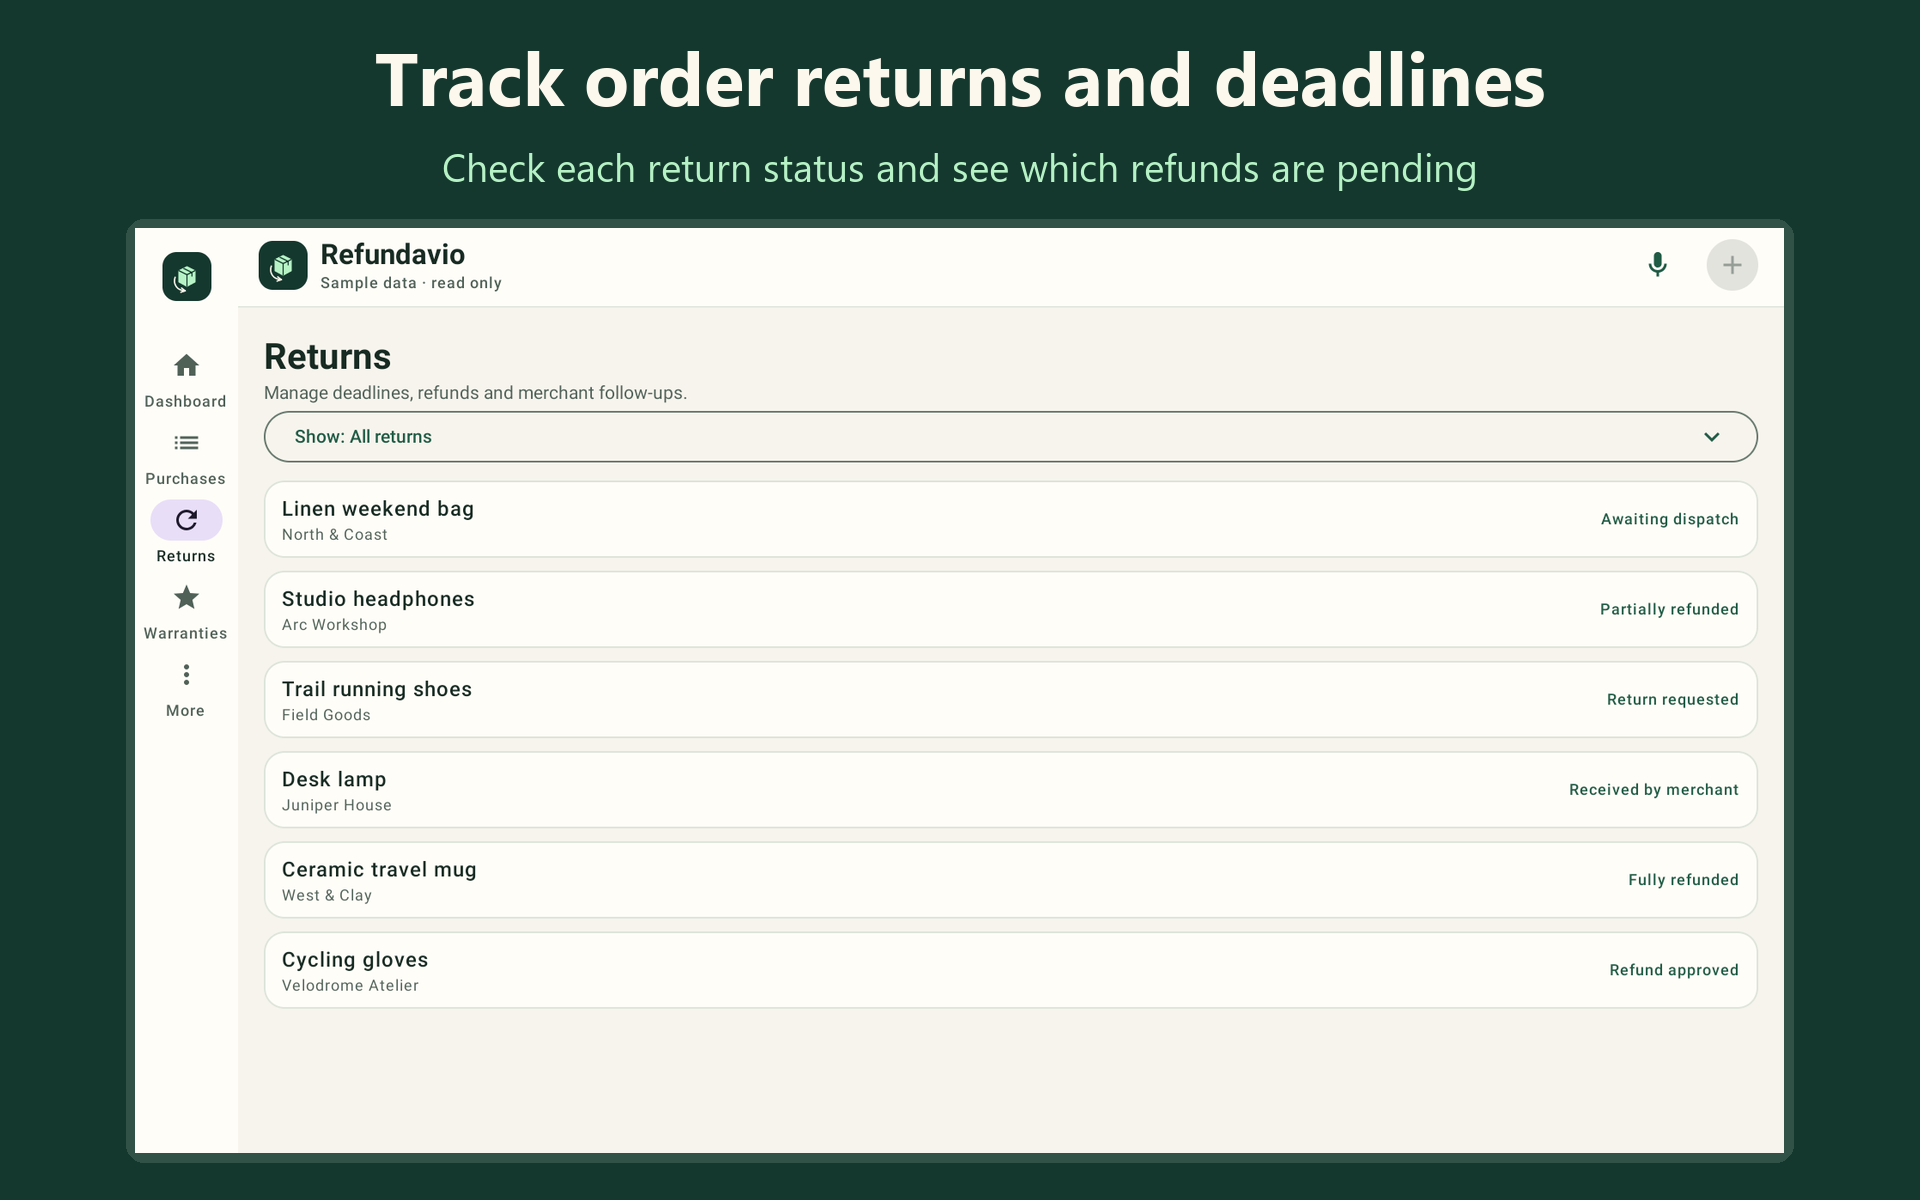 Track order returns and deadlines
Check each return status and see which refunds are pending
Refundavio
Sample data · read only
Dashboard
Purchases
Returns
Warranties
More
Returns
Manage deadlines, refunds and merchant follow-ups.
Show: All returns
Linen weekend bag
North & Coast
Awaiting dispatch
Studio headphones
Arc Workshop
Partially refunded
Trail running shoes
Field Goods
Return requested
Desk lamp
Juniper House
Received by merchant
Ceramic travel mug
West & Clay
Fully refunded
Cycling gloves
Velodrome Atelier
Refund approved